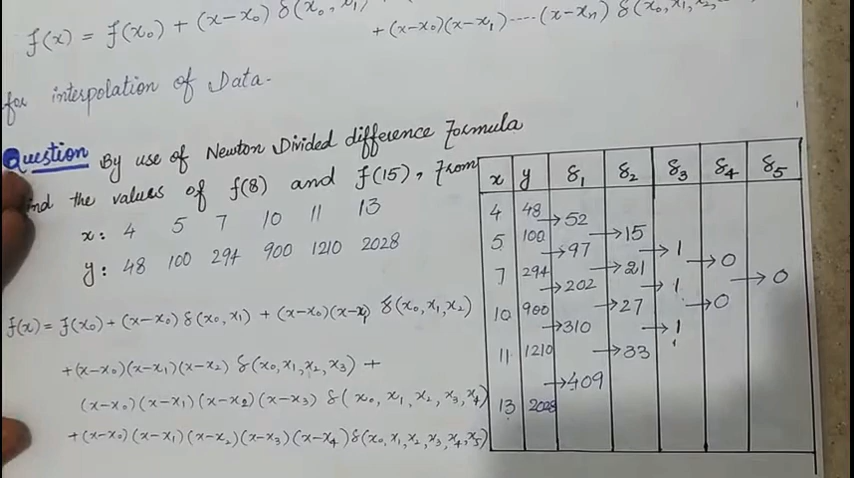 f(x) = f(x₀) + (x-x₀) δ(x₀, x₁)
+ (x-x₀)(x-x₁) ---- (x-xₙ) δ(x₀, x₁, x₂,
for interpolation of Data.
Question By use of Newton Divided difference Formula
find the values of f(8) and f(15), From
x: 4 5 7 10 11 13
y: 48 100 294 900 1210 2028
f(x) = f(x₀) + (x-x₀) δ(x₀, x₁) + (x-x₀)(x-x₁) δ(x₀, x₁, x₂)
+ (x-x₀)(x-x₁)(x-x₂) δ(x₀, x₁, x₂, x₃) +
(x-x₀)(x-x₁)(x-x₂)(x-x₃) δ(x₀, x₁, x₂, x₃, x₄)
+ (x-x₀)(x-x₁)(x-x₂)(x-x₃)(x-x₄) δ(x₀, x₁, x₂, x₃, x₄, x₅)
x y δ₁ δ₂ δ₃ δ₄ δ₅
4 48
→52
5 100 →15
→97 →1
7 294 →21 →0
→202 →1 →0
10 900 →27 →0
→310 →1
11 1210 →33
→409
13 2028